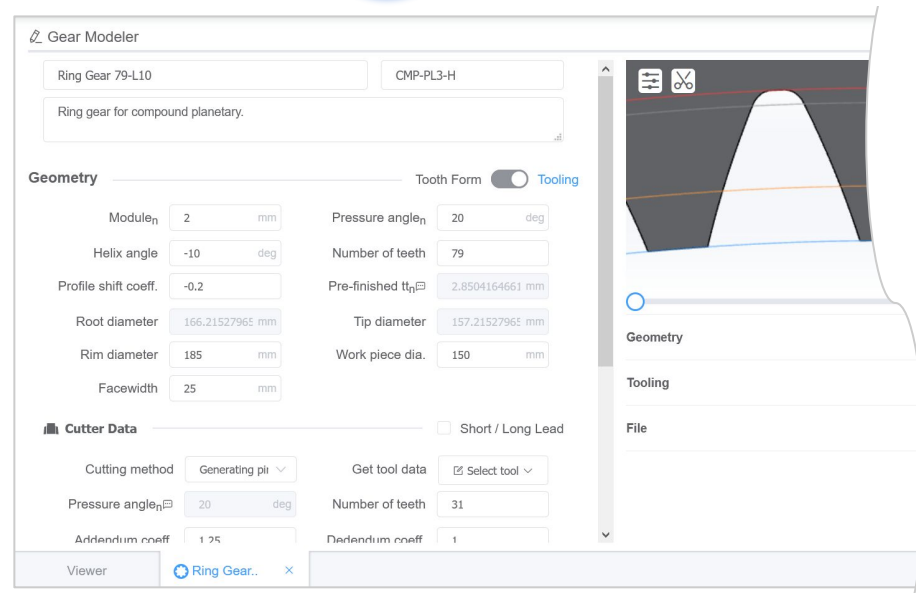 Gear Modeler
Ring Gear 79-L10 CMP-PL3-H
Ring gear for compound planetary.
Geometry Tooth Form Tooling
Modulen 2 mm Pressure anglen 20 deg
Helix angle -10 deg Number of teeth 79
Profile shift coeff. -0.2 Pre-finished ttn 2.8504164661 mm
Root diameter 166.21527965 mm Tip diameter 157.21527965 mm
Rim diameter 185 mm Work piece dia. 150 mm
Facewidth 25 mm
Cutter Data Short / Long Lead
Cutting method Generating pin Get tool data Select tool
Pressure anglen 20 deg Number of teeth 31
Addendum coeff 1.25 Dedendum coeff 1
Geometry
Tooling
File
Viewer Ring Gear.. ×